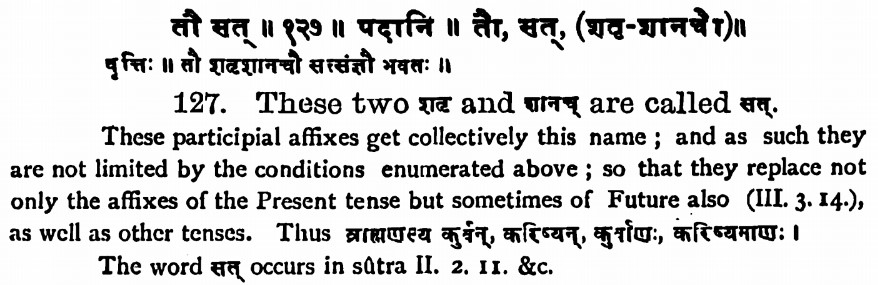 तौ सत् ॥ १२७ ॥ पदानि ॥ तौ, सत्, (शतृ-शानचौ)॥
वृत्तिः ॥ तौ शतृशानचौ सत्संज्ञौ भवतः ॥
127. These two शतृ and शानच् are called सत्.
These participial affixes get collectively this name ; and as such they
are not limited by the conditions enumerated above ; so that they replace not
only the affixes of the Present tense but sometimes of Future also (III. 3. 14.),
as well as other tenses. Thus ब्राह्मणस्य कुर्वन्, करिष्यन्, कुर्वाणः, करिष्यमाणः ।
The word सत् occurs in sûtra II. 2. 11. &c.